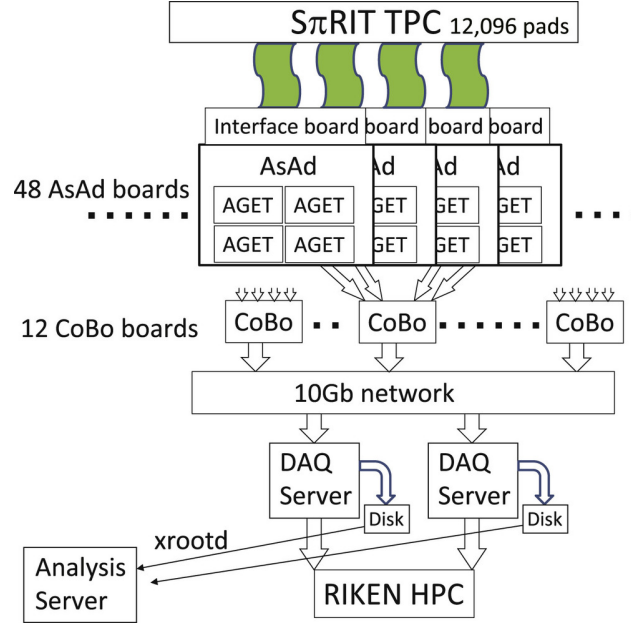 SπRIT TPC 12,096 pads
Interface board board board board
AsAd Ad Ad Ad
48 AsAd boards
AGET AGET GET GET GET
AGET AGET GET GET GET
12 CoBo boards
CoBo CoBo CoBo
10Gb network
DAQ Server
DAQ Server
Disk
Disk
xrootd
Analysis
Server
RIKEN HPC